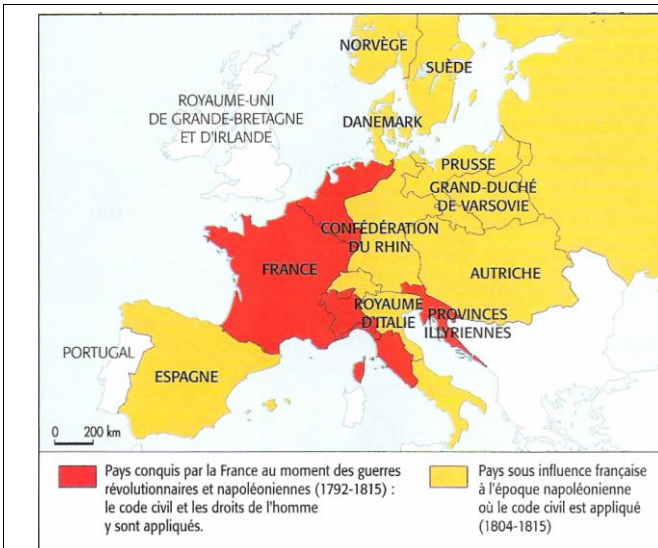 NORVÈGE
SUÈDE
ROYAUME-UNI
DE GRANDE-BRETAGNE
ET D'IRLANDE
DANEMARK
PRUSSE
GRAND-DUCHÉ
DE VARSOVIE
CONFÉDÉRATION
DU RHIN
FRANCE
AUTRICHE
ROYAUME
D'ITALIE
PROVINCES
ILLYRIENNES
PORTUGAL
ESPAGNE
0 200 km
Pays conquis par la France au moment des guerres
révolutionnaires et napoléoniennes (1792-1815) :
le code civil et les droits de l'homme
y sont appliqués.
Pays sous influence française
à l'époque napoléonienne
où le code civil est appliqué
(1804-1815)